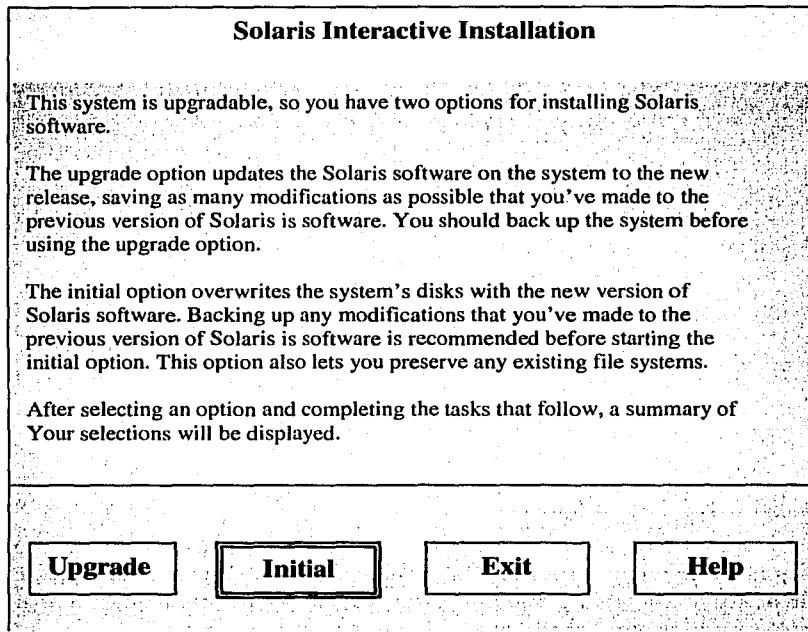 Solaris Interactive Installation
This system is upgradable, so you have two options for installing Solaris
software.
The upgrade option updates the Solaris software on the system to the new
release, saving as many modifications as possible that you've made to the
previous version of Solaris is software. You should back up the system before
using the upgrade option.
The initial option overwrites the system's disks with the new version of
Solaris software. Backing up any modifications that you've made to the
previous version of Solaris is software is recommended before starting the
initial option. This option also lets you preserve any existing file systems.
After selecting an option and completing the tasks that follow, a summary of
Your selections will be displayed.
Upgrade Initial Exit Help